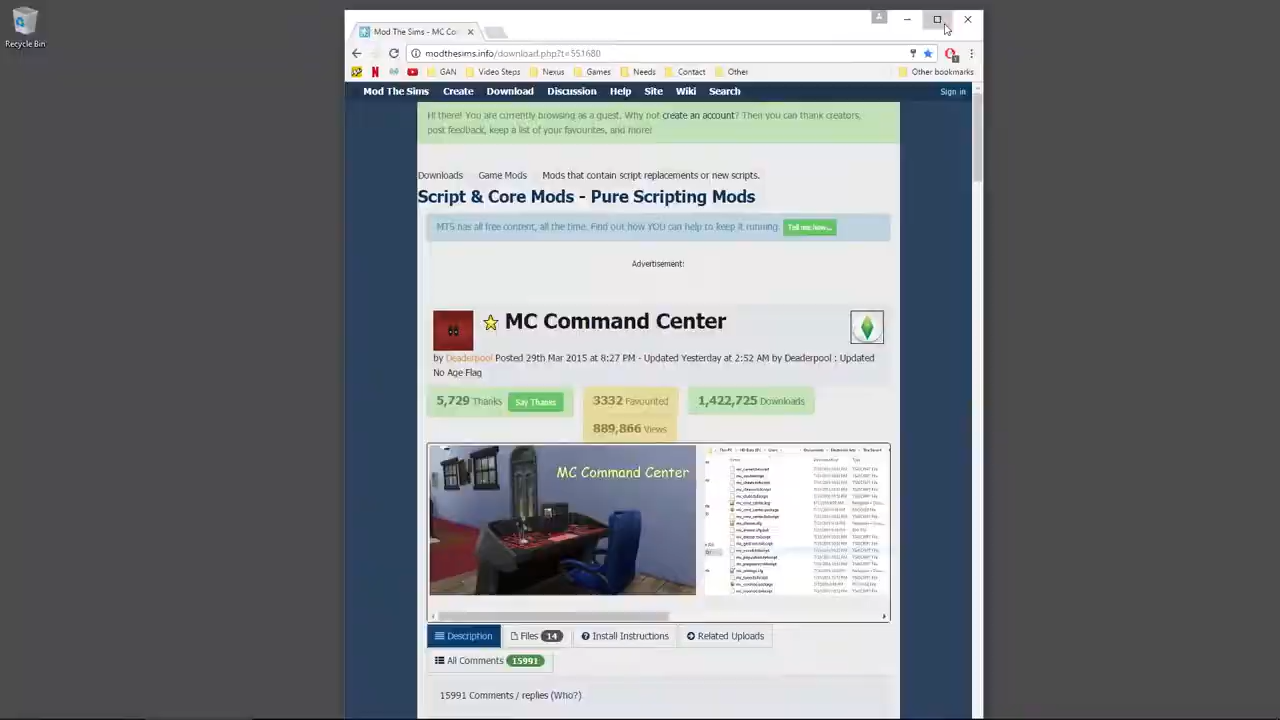 Recycle Bin
Mod The Sims - MC Co
modthesims.info/download.php?t=551680
GAN Video Steps Nexus Games Needs Contact Other Other bookmarks
Mod The Sims Create Download Discussion Help Site Wiki Search Sign in
Hi there! You are currently browsing as a guest. Why not create an account? Then you can thank creators,
post feedback, keep a list of your favourites, and more!
Downloads Game Mods Mods that contain script replacements or new scripts.
Script & Core Mods - Pure Scripting Mods
MTS has all free content, all the time. Find out how YOU can help to keep it running. Tell me how...
Advertisement:
MC Command Center
by Deaderpool Posted 29th Mar 2015 at 8:27 PM - Updated Yesterday at 2:52 AM by Deaderpool : Updated
No Age Flag
5,729 Thanks Say Thanks 3332 Favourited 1,422,725 Downloads
889,866 Views
MC Command Center
Description Files 14 Install Instructions Related Uploads
All Comments 15991
15991 Comments / replies (Who?)